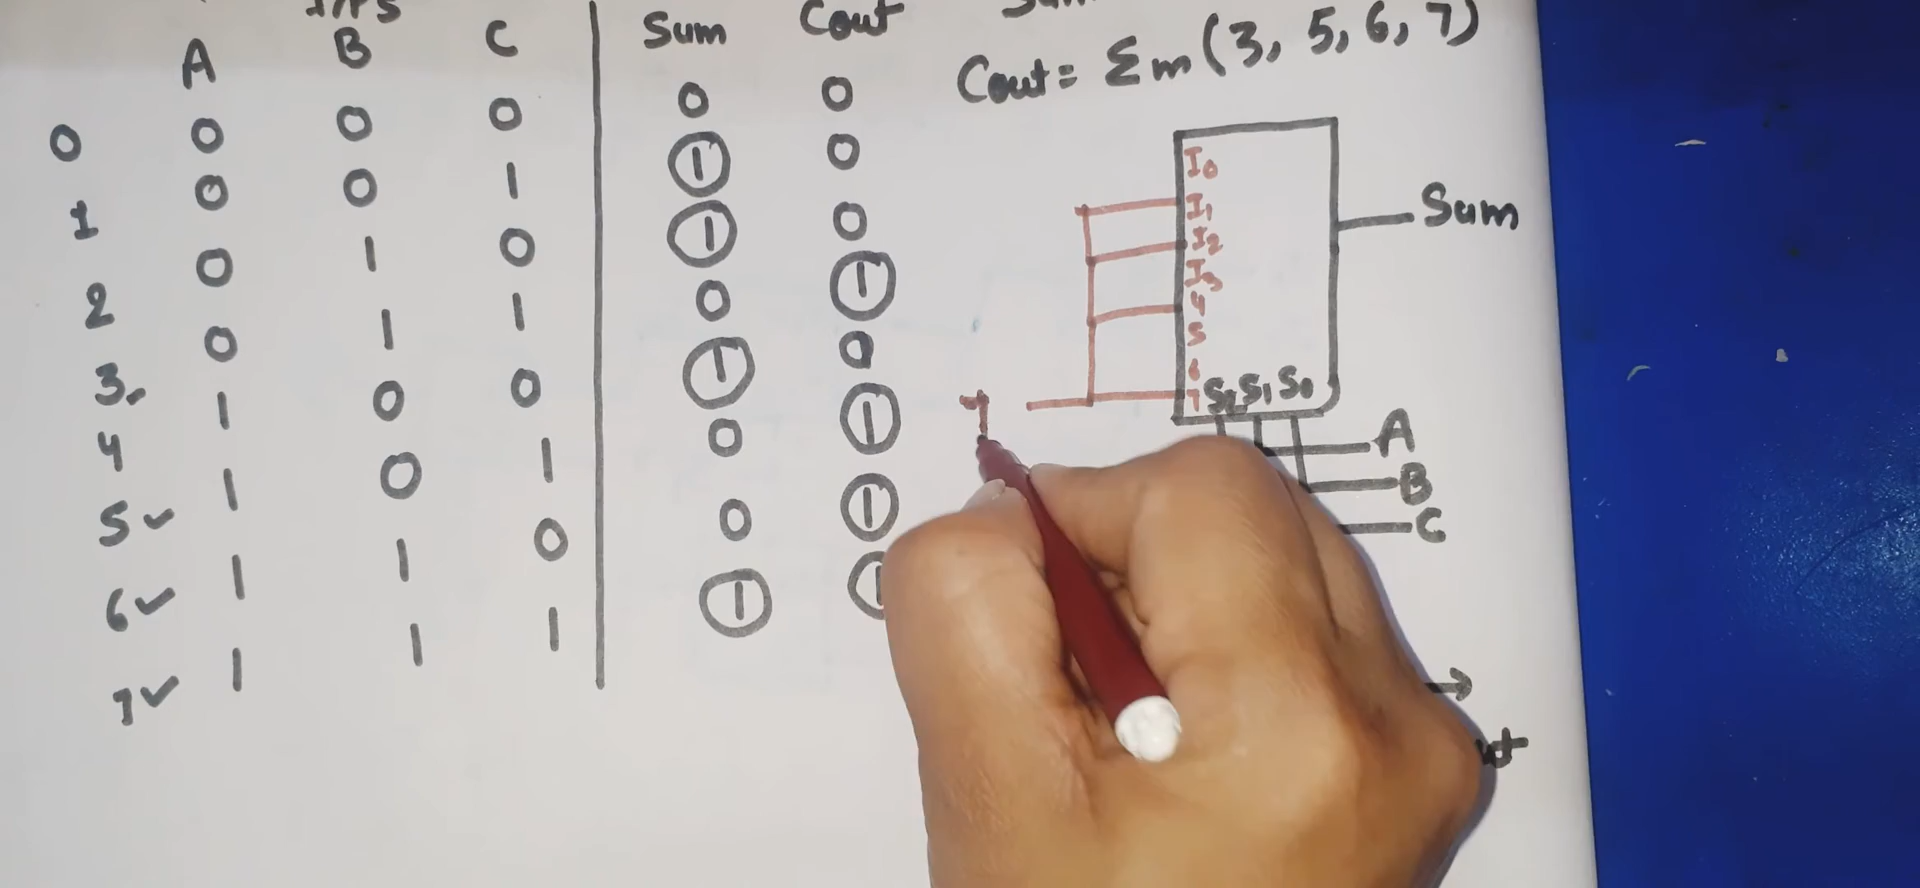 I/Ps
A B C Sum Cout
0 0 0 0 0 0
1 0 0 1 1 0
2 0 1 0 1 0
3. 0 1 1 0 1
4 1 0 0 1 0
5✓ 1 0 1 0 1
6✓ 1 1 0 0 1
7✓ 1 1 1 1 1
Cout = Σm (3, 5, 6, 7)
I0
I1
I2
I3
4
5
6
7
S2 S1 S0
Sum
A
B
C